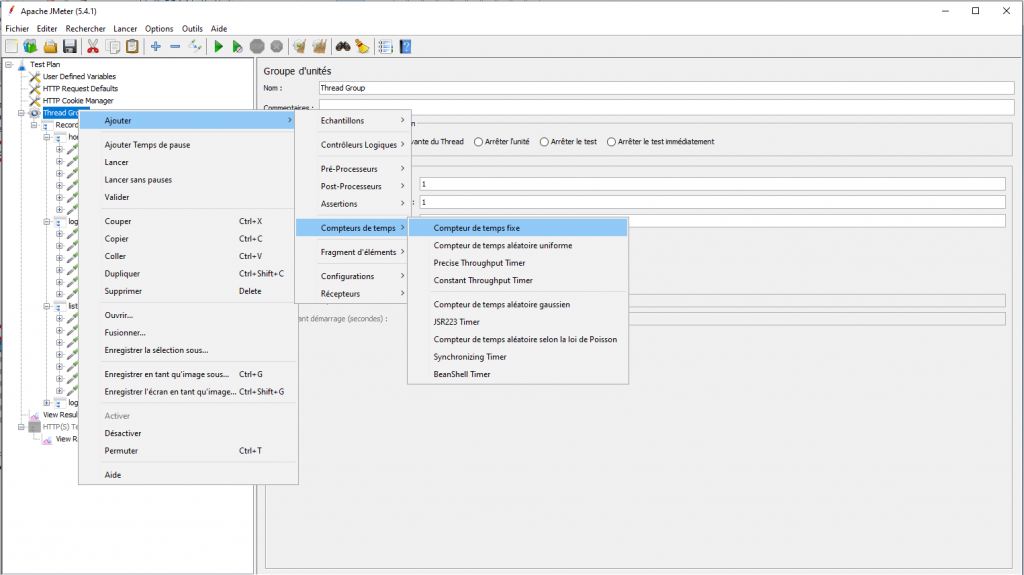 Apache JMeter (5.4.1)
Fichier Editer Rechercher Lancer Options Outils Aide
Test Plan
User Defined Variables
HTTP Request Defaults
HTTP Cookie Manager
Thread Gro
Record
ho
log
list
log
View Resul
HTTP(S) Te
View R
Groupe d'unités
Nom :
Thread Group
Commentaires :
vante du Thread
Arrêter l'unité
Arrêter le test
Arrêter le test immédiatement
1
1
ant démarrage (secondes) :
Ajouter
Ajouter Temps de pause
Lancer
Lancer sans pauses
Valider
Couper Ctrl+X
Copier Ctrl+C
Coller Ctrl+V
Dupliquer Ctrl+Shift+C
Supprimer Delete
Ouvrir...
Fusionner...
Enregistrer la sélection sous...
Enregistrer en tant qu'image sous... Ctrl+G
Enregistrer l'écran en tant qu'image... Ctrl+Shift+G
Activer
Désactiver
Permuter Ctrl+T
Aide
Echantillons
Contrôleurs Logiques
Pré-Processeurs
Post-Processeurs
Assertions
Compteurs de temps
Fragment d'éléments
Configurations
Récepteurs
Compteur de temps fixe
Compteur de temps aléatoire uniforme
Precise Throughput Timer
Constant Throughput Timer
Compteur de temps aléatoire gaussien
JSR223 Timer
Compteur de temps aléatoire selon la loi de Poisson
Synchronizing Timer
BeanShell Timer